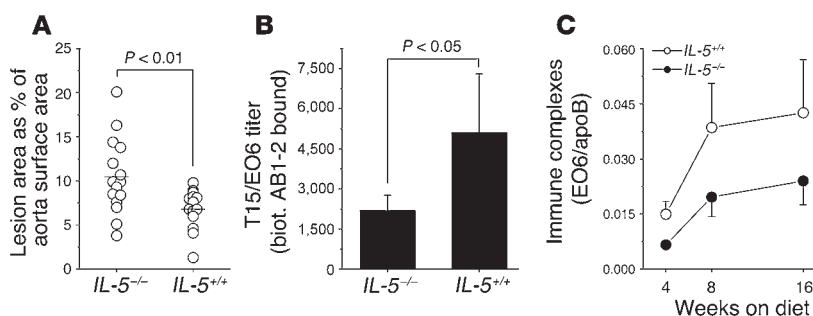 A
Lesion area as % of
aorta surface area
25
20
15
10
5
0
P < 0.01
IL-5⁻/⁻
IL-5⁺/⁺
B
T15/EO6 titer
(biot. AB1-2 bound)
7,500
6,000
4,500
3,000
1,500
0
P < 0.05
IL-5⁻/⁻
IL-5⁺/⁺
C
Immune complexes
(EO6/apoB)
0.060
0.045
0.030
0.015
0.000
IL-5⁺/⁺
IL-5⁻/⁻
4
8
16
Weeks on diet